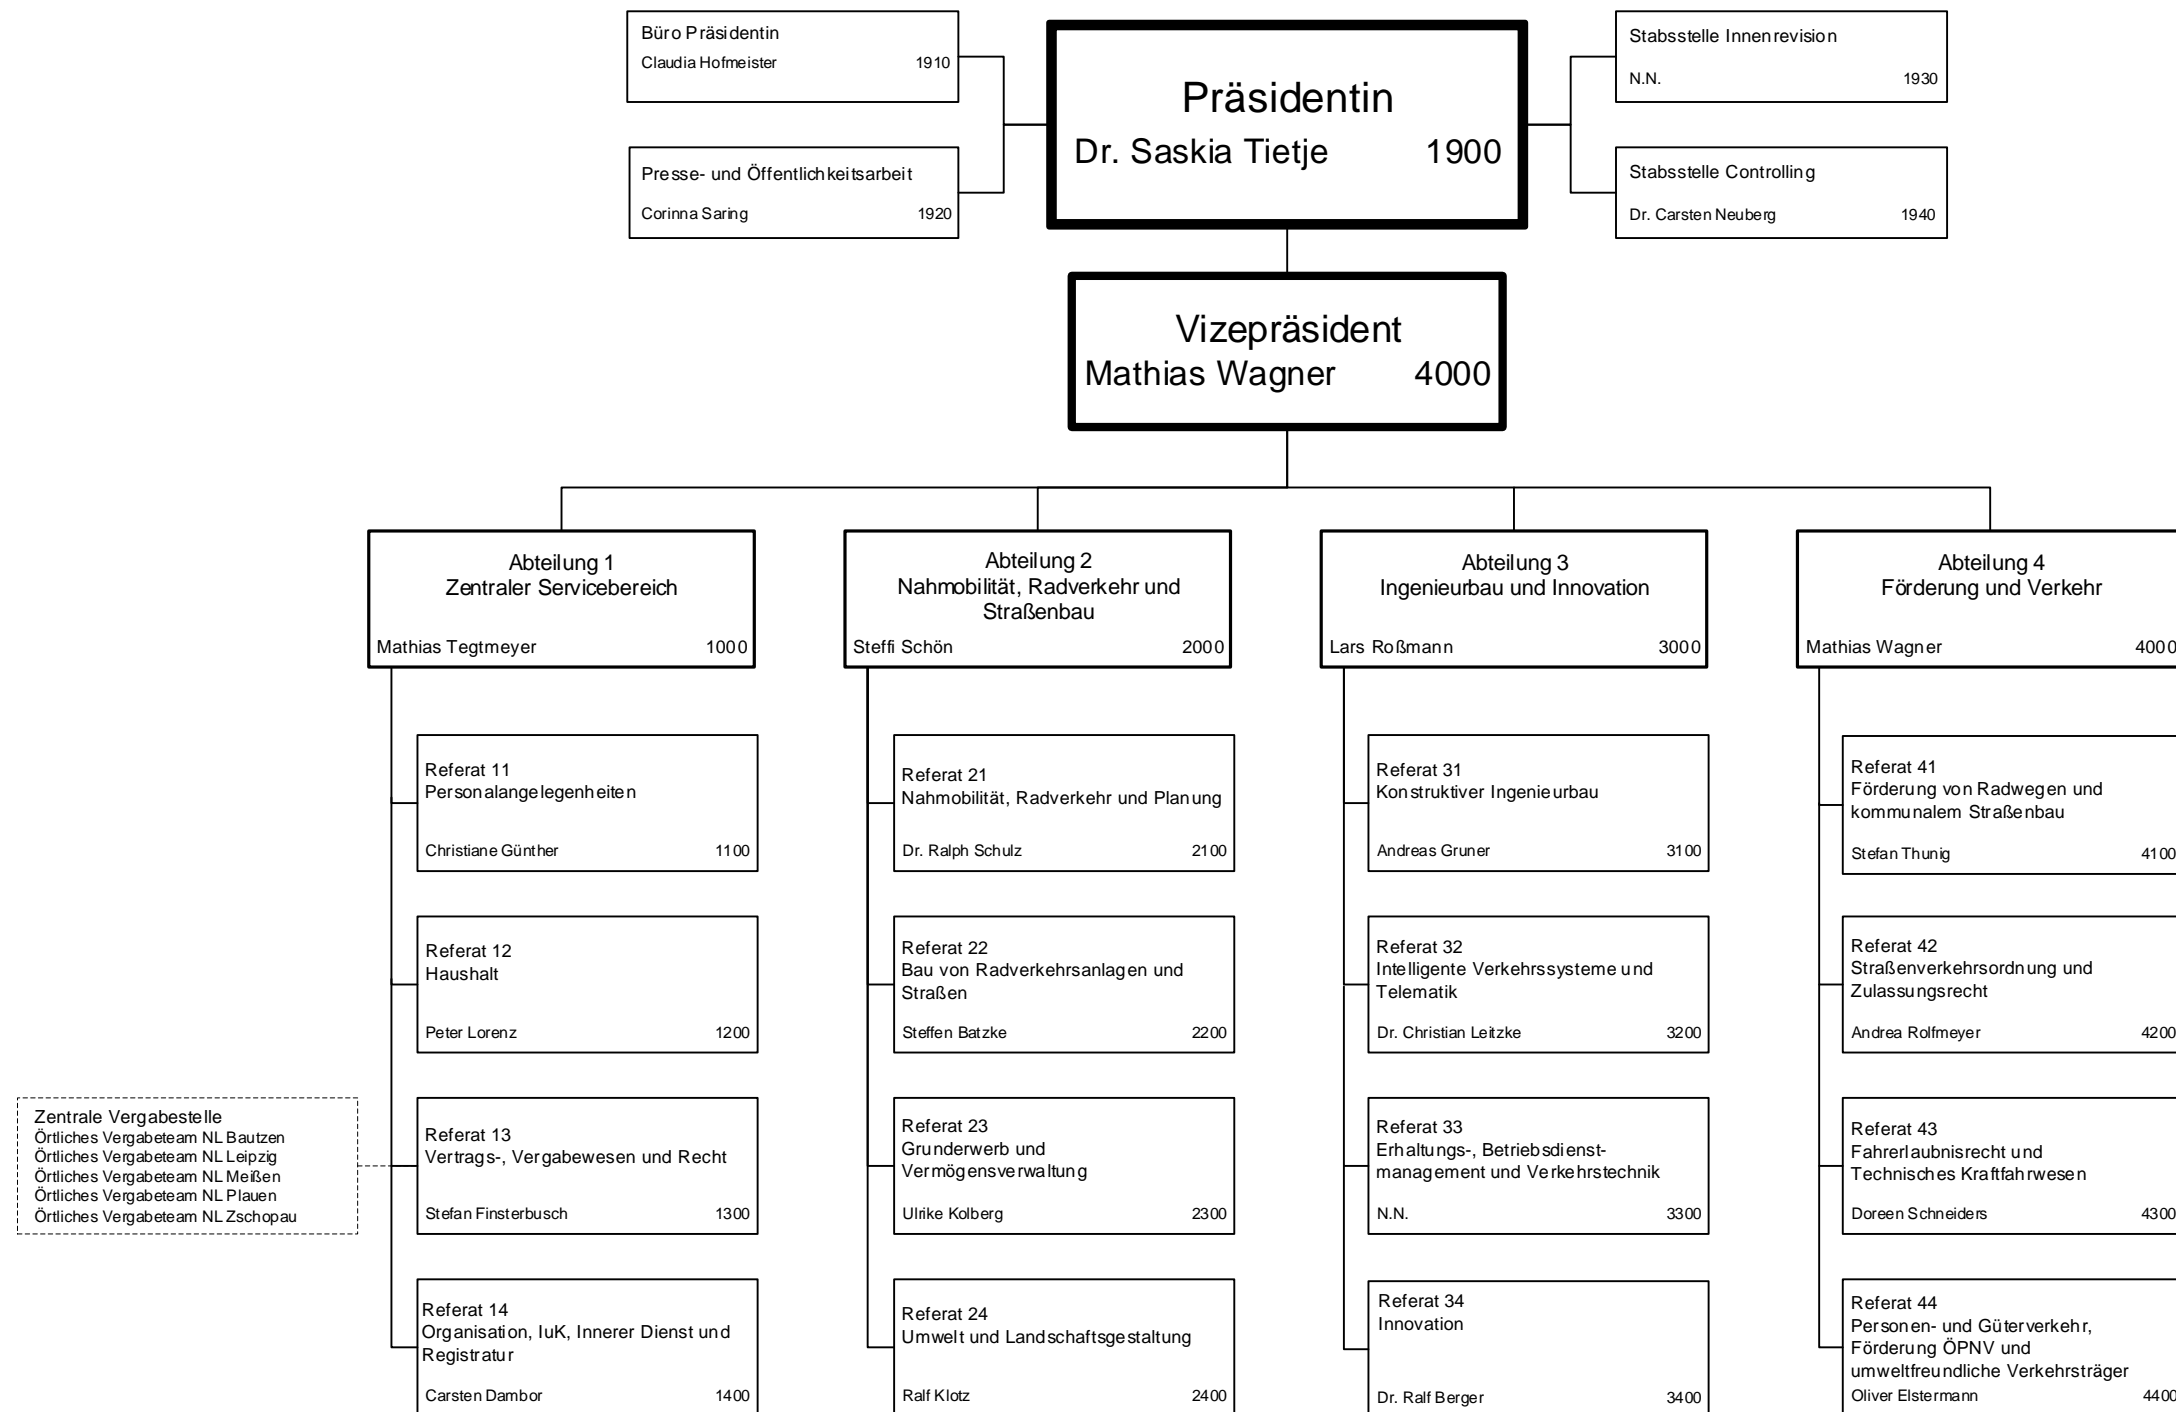 Büro Präsidentin
Claudia Hofmeister 1910
Presse- und Öffentlichkeitsarbeit
Corinna Saring 1920
Präsidentin
Dr. Saskia Tietje 1900
Stabsstelle Innenrevision
N.N. 1930
Stabsstelle Controlling
Dr. Carsten Neuberg 1940
Vizepräsident
Mathias Wagner 4000
Abteilung 1
Zentraler Servicebereich
Mathias Tegtmeyer 1000
Referat 11
Personalangelegenheiten
Christiane Günther 1100
Referat 12
Haushalt
Peter Lorenz 1200
Zentrale Vergabestelle
Örtliches Vergabeteam NL Bautzen
Örtliches Vergabeteam NL Leipzig
Örtliches Vergabeteam NL Meißen
Örtliches Vergabeteam NL Plauen
Örtliches Vergabeteam NL Zschopau
Referat 13
Vertrags-, Vergabewesen und Recht
Stefan Finsterbusch 1300
Referat 14
Organisation, IuK, Innerer Dienst und
Registratur
Carsten Dambor 1400
Abteilung 2
Nahmobilität, Radverkehr und
Straßenbau
Steffi Schön 2000
Referat 21
Nahmobilität, Radverkehr und Planung
Dr. Ralph Schulz 2100
Referat 22
Bau von Radverkehrsanlagen und
Straßen
Steffen Batzke 2200
Referat 23
Grunderwerb und
Vermögensverwaltung
Ulrike Kolberg 2300
Referat 24
Umwelt und Landschaftsgestaltung
Ralf Klotz 2400
Abteilung 3
Ingenieurbau und Innovation
Lars Roßmann 3000
Referat 31
Konstruktiver Ingenieurbau
Andreas Gruner 3100
Referat 32
Intelligente Verkehrssysteme und
Telematik
Dr. Christian Leitzke 3200
Referat 33
Erhaltungs-, Betriebsdienst-
management und Verkehrstechnik
N.N. 3300
Referat 34
Innovation
Dr. Ralf Berger 3400
Abteilung 4
Förderung und Verkehr
Mathias Wagner 4000
Referat 41
Förderung von Radwegen und
kommunalem Straßenbau
Stefan Thunig 4100
Referat 42
Straßenverkehrsordnung und
Zulassungsrecht
Andrea Rolfmeyer 4200
Referat 43
Fahrerlaubnisrecht und
Technisches Kraftfahrwesen
Doreen Schneiders 4300
Referat 44
Personen- und Güterverkehr,
Förderung ÖPNV und
umweltfreundliche Verkehrsträger
Oliver Elstermann 4400